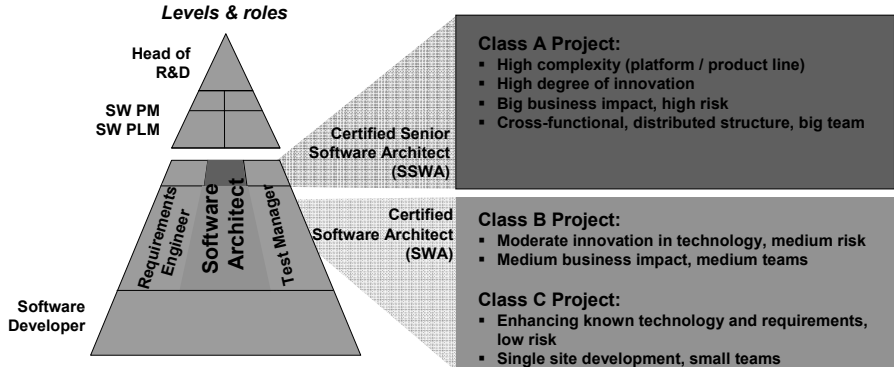 Levels & roles
Head of
R&D
SW PM
SW PLM
Certified Senior
Software Architect
(SSWA)
Class A Project:
▪ High complexity (platform / product line)
▪ High degree of innovation
▪ Big business impact, high risk
▪ Cross-functional, distributed structure, big team
Requirements
Engineer
Software
Architect
Test Manager
Certified
Software Architect
(SWA)
Class B Project:
▪ Moderate innovation in technology, medium risk
▪ Medium business impact, medium teams
Class C Project:
▪ Enhancing known technology and requirements,
low risk
▪ Single site development, small teams
Software
Developer